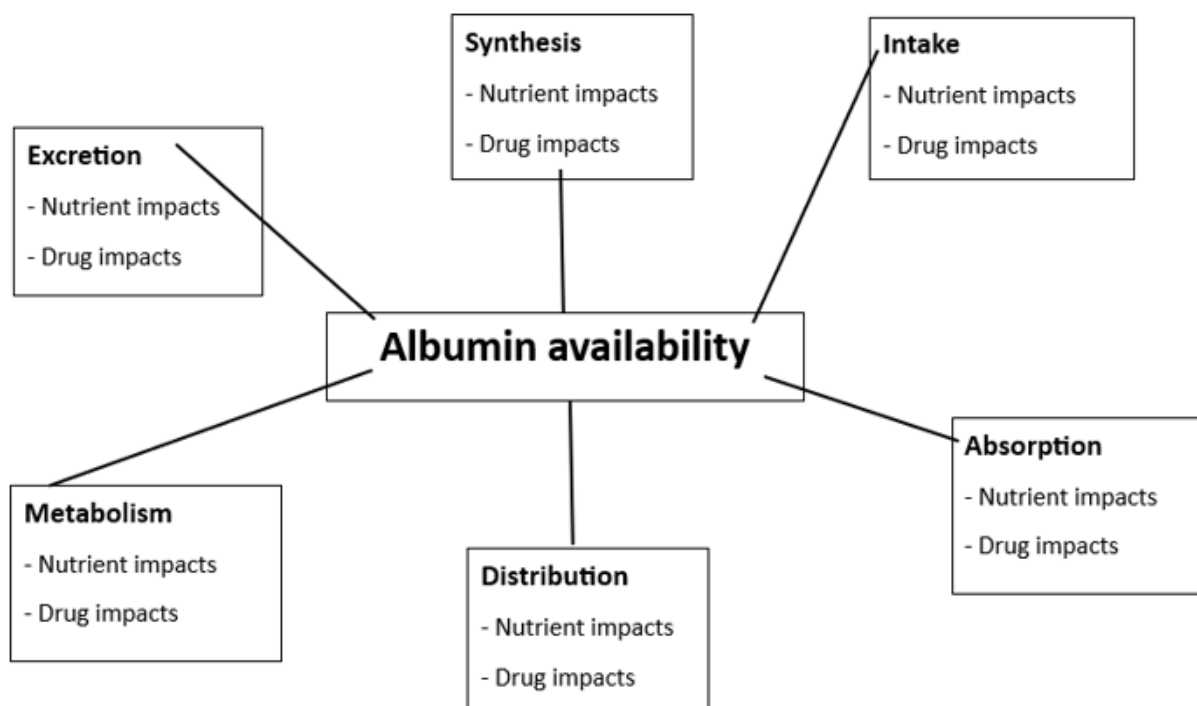 Synthesis
- Nutrient impacts
- Drug impacts
Intake
- Nutrient impacts
- Drug impacts
Excretion
- Nutrient impacts
- Drug impacts
Albumin availability
Absorption
- Nutrient impacts
- Drug impacts
Metabolism
- Nutrient impacts
- Drug impacts
Distribution
- Nutrient impacts
- Drug impacts